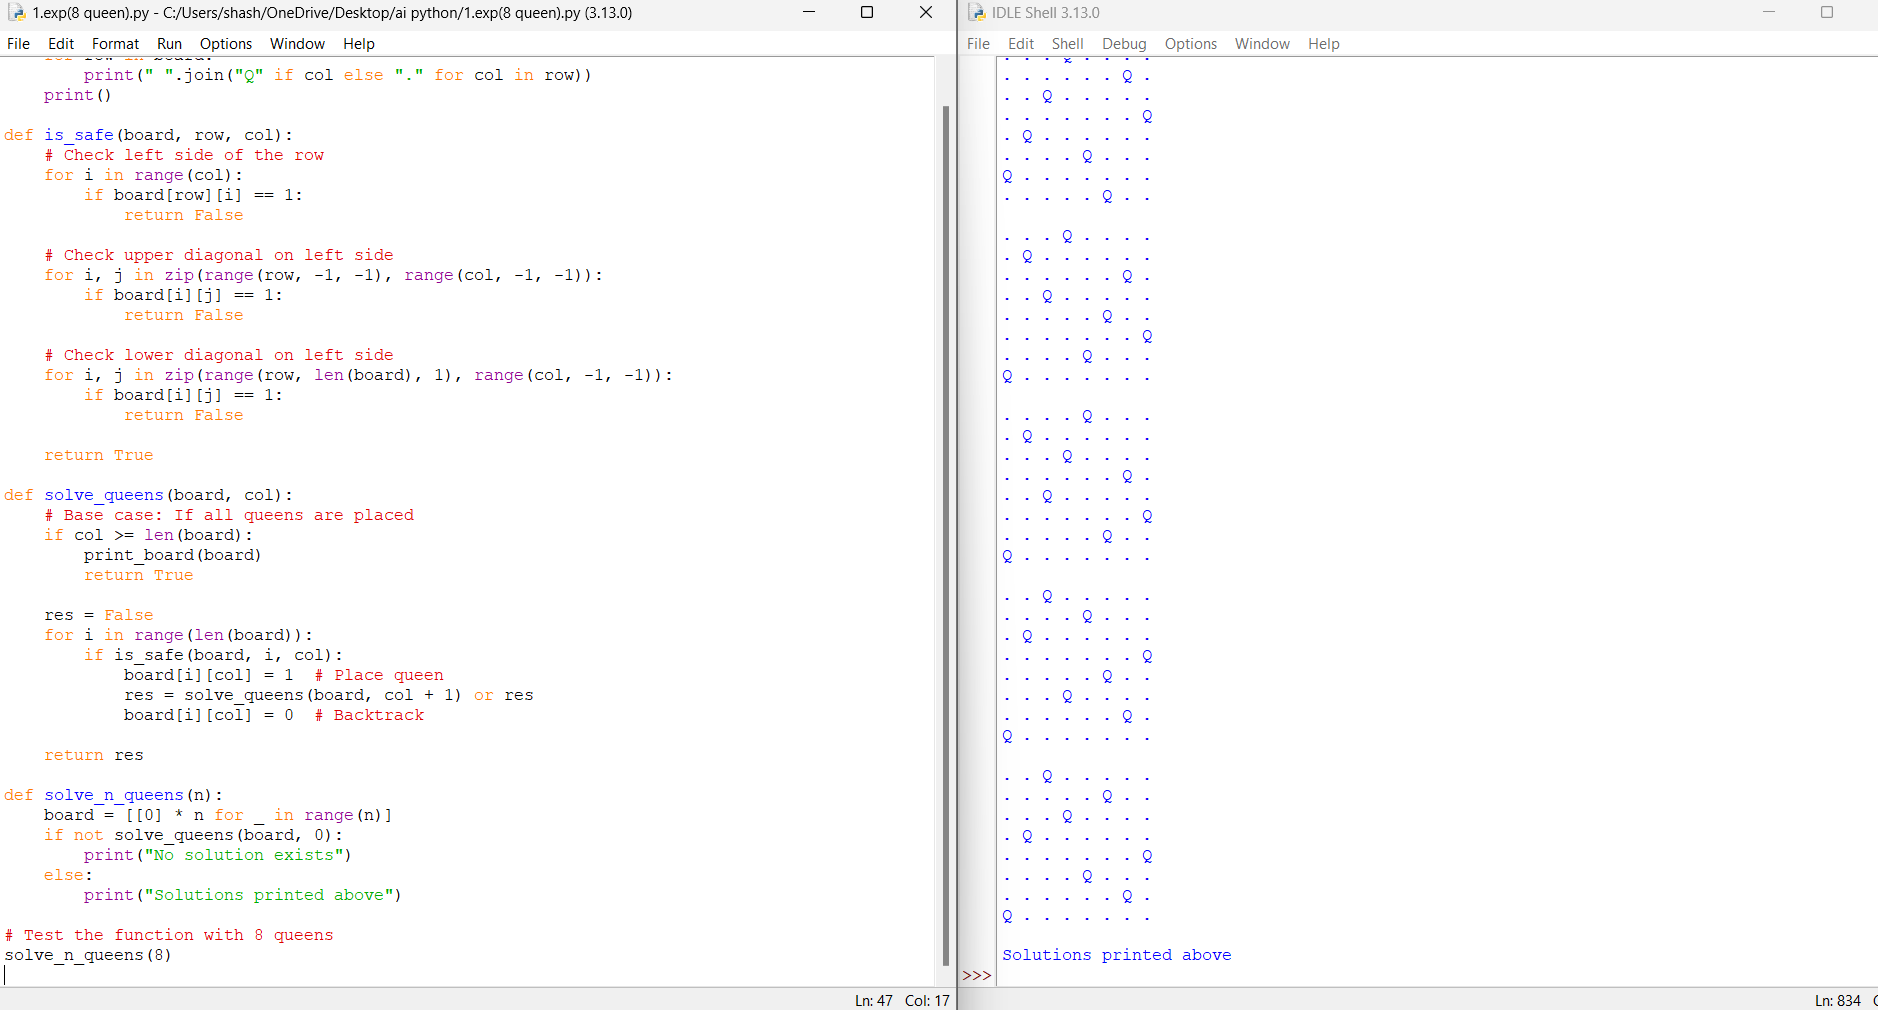 1.exp(8 queen).py - C:/Users/shash/OneDrive/Desktop/ai python/1.exp(8 queen).py (3.13.0)
File Edit Format Run Options Window Help
for row in board:
        print(" ".join("Q" if col else "." for col in row))
    print()
def is_safe(board, row, col):
    # Check left side of the row
    for i in range(col):
        if board[row][i] == 1:
            return False
    # Check upper diagonal on left side
    for i, j in zip(range(row, -1, -1), range(col, -1, -1)):
        if board[i][j] == 1:
            return False
    # Check lower diagonal on left side
    for i, j in zip(range(row, len(board), 1), range(col, -1, -1)):
        if board[i][j] == 1:
            return False
    return True
def solve_queens(board, col):
    # Base case: If all queens are placed
    if col >= len(board):
        print_board(board)
        return True
    res = False
    for i in range(len(board)):
        if is_safe(board, i, col):
            board[i][col] = 1  # Place queen
            res = solve_queens(board, col + 1) or res
            board[i][col] = 0  # Backtrack
    return res
def solve_n_queens(n):
    board = [[0] * n for _ in range(n)]
    if not solve_queens(board, 0):
        print("No solution exists")
    else:
        print("Solutions printed above")
# Test the function with 8 queens
solve_n_queens(8)
Ln: 47 Col: 17
IDLE Shell 3.13.0
File Edit Shell Debug Options Window Help
. . . Q . . . .
. . . . . . Q .
. . Q . . . . .
. . . . . . . Q
. Q . . . . . .
. . . . Q . . .
Q . . . . . . .
. . . . . Q . .
. . . Q . . . .
. Q . . . . . .
. . . . . . Q .
. . Q . . . . .
. . . . . Q . .
. . . . . . . Q
. . . . Q . . .
Q . . . . . . .
. . . . Q . . .
. Q . . . . . .
. . . Q . . . .
. . . . . . Q .
. . Q . . . . .
. . . . . . . Q
. . . . . Q . .
Q . . . . . . .
. . Q . . . . .
. . . . Q . . .
. Q . . . . . .
. . . . . . . Q
. . . . . Q . .
. . . Q . . . .
. . . . . . Q .
Q . . . . . . .
. . Q . . . . .
. . . . . Q . .
. . . Q . . . .
. Q . . . . . .
. . . . . . . Q
. . . . Q . . .
. . . . . . Q .
Q . . . . . . .
Solutions printed above
>>>
Ln: 834